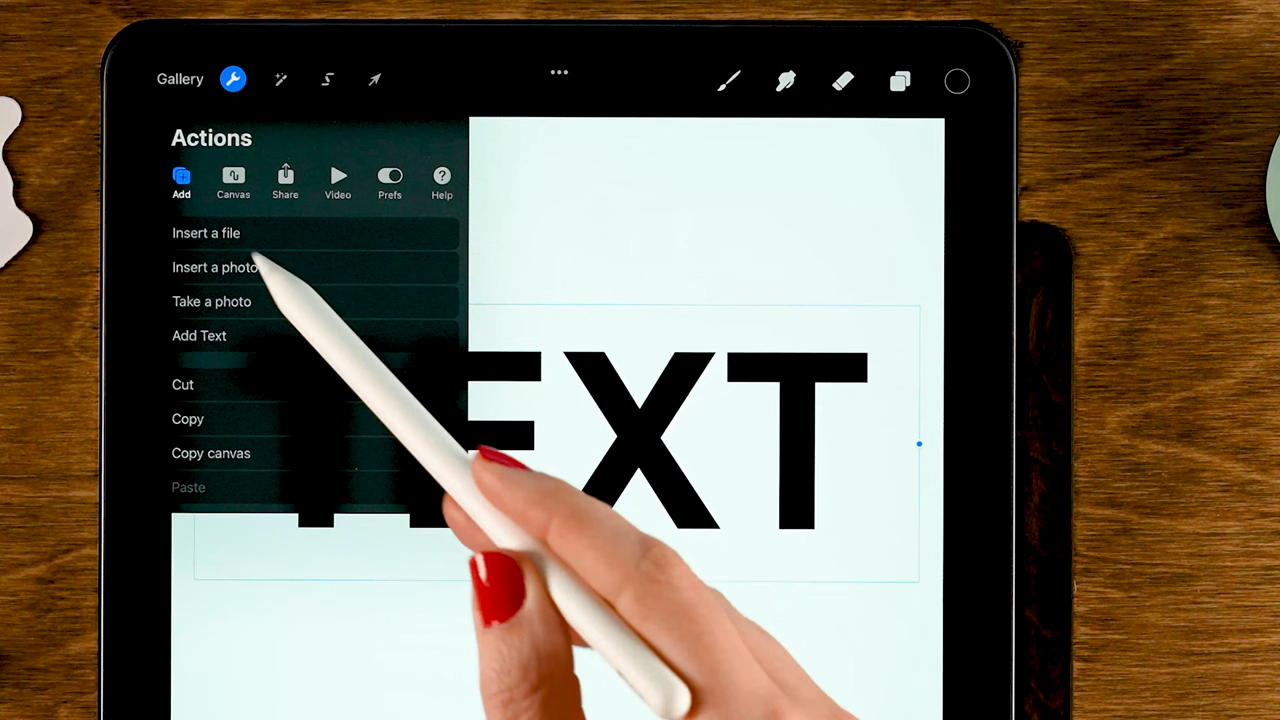 Gallery
Actions
Add Canvas Share Video Prefs Help
Insert a file
Insert a photo
Take a photo
Add Text
Cut
Copy
Copy canvas
Paste
TEXT